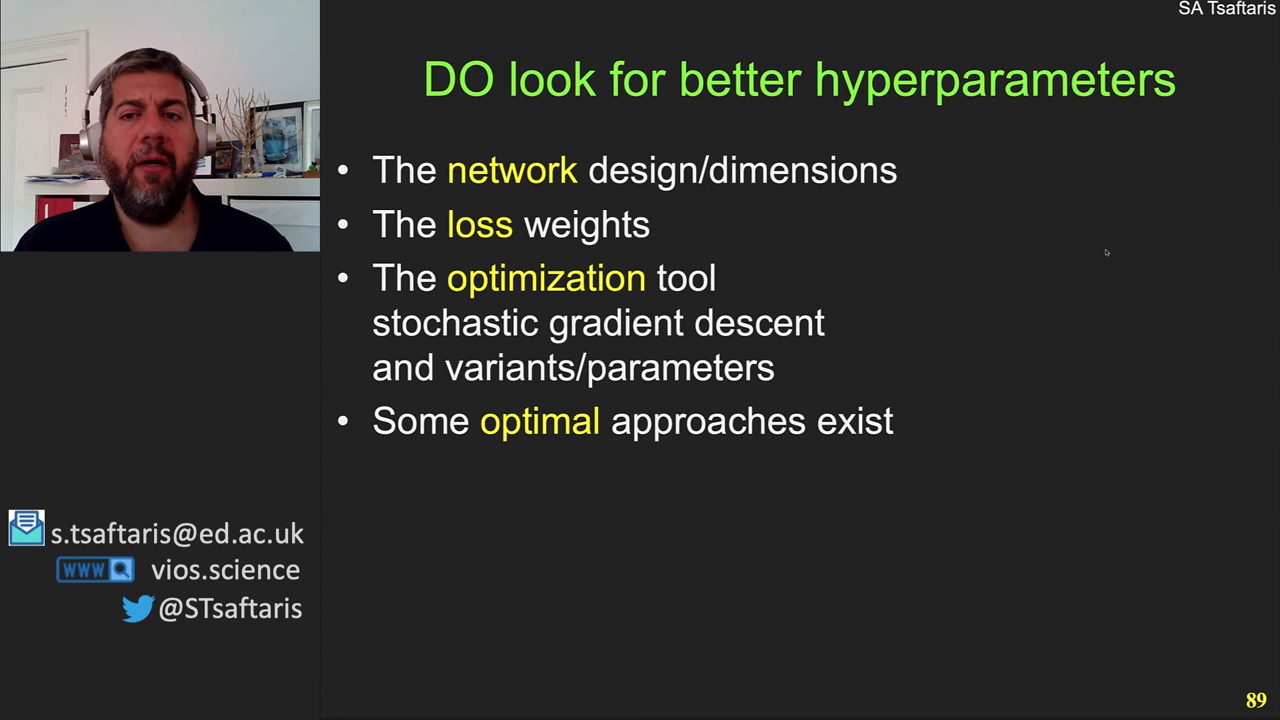 SA Tsaftaris
DO look for better hyperparameters
• The network design/dimensions
• The loss weights
• The optimization tool
stochastic gradient descent
and variants/parameters
• Some optimal approaches exist
s.tsaftaris@ed.ac.uk
www vios.science
@STsaftaris
89